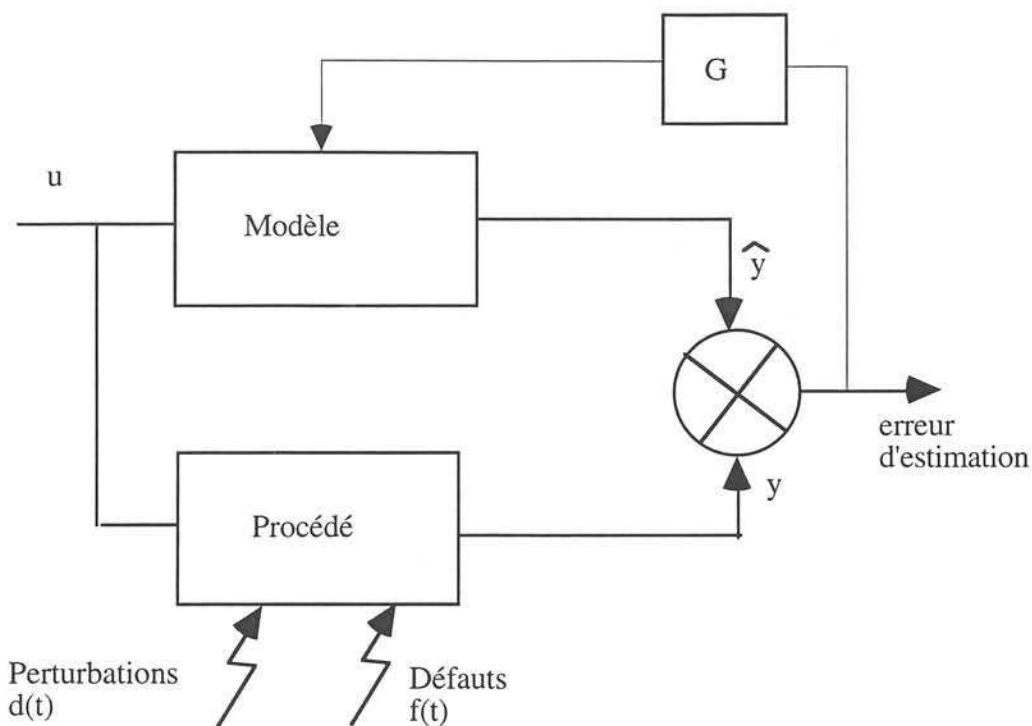 G
u
Modèle
ŷ
erreur
d'estimation
y
Procédé
Perturbations
d(t)
Défauts
f(t)